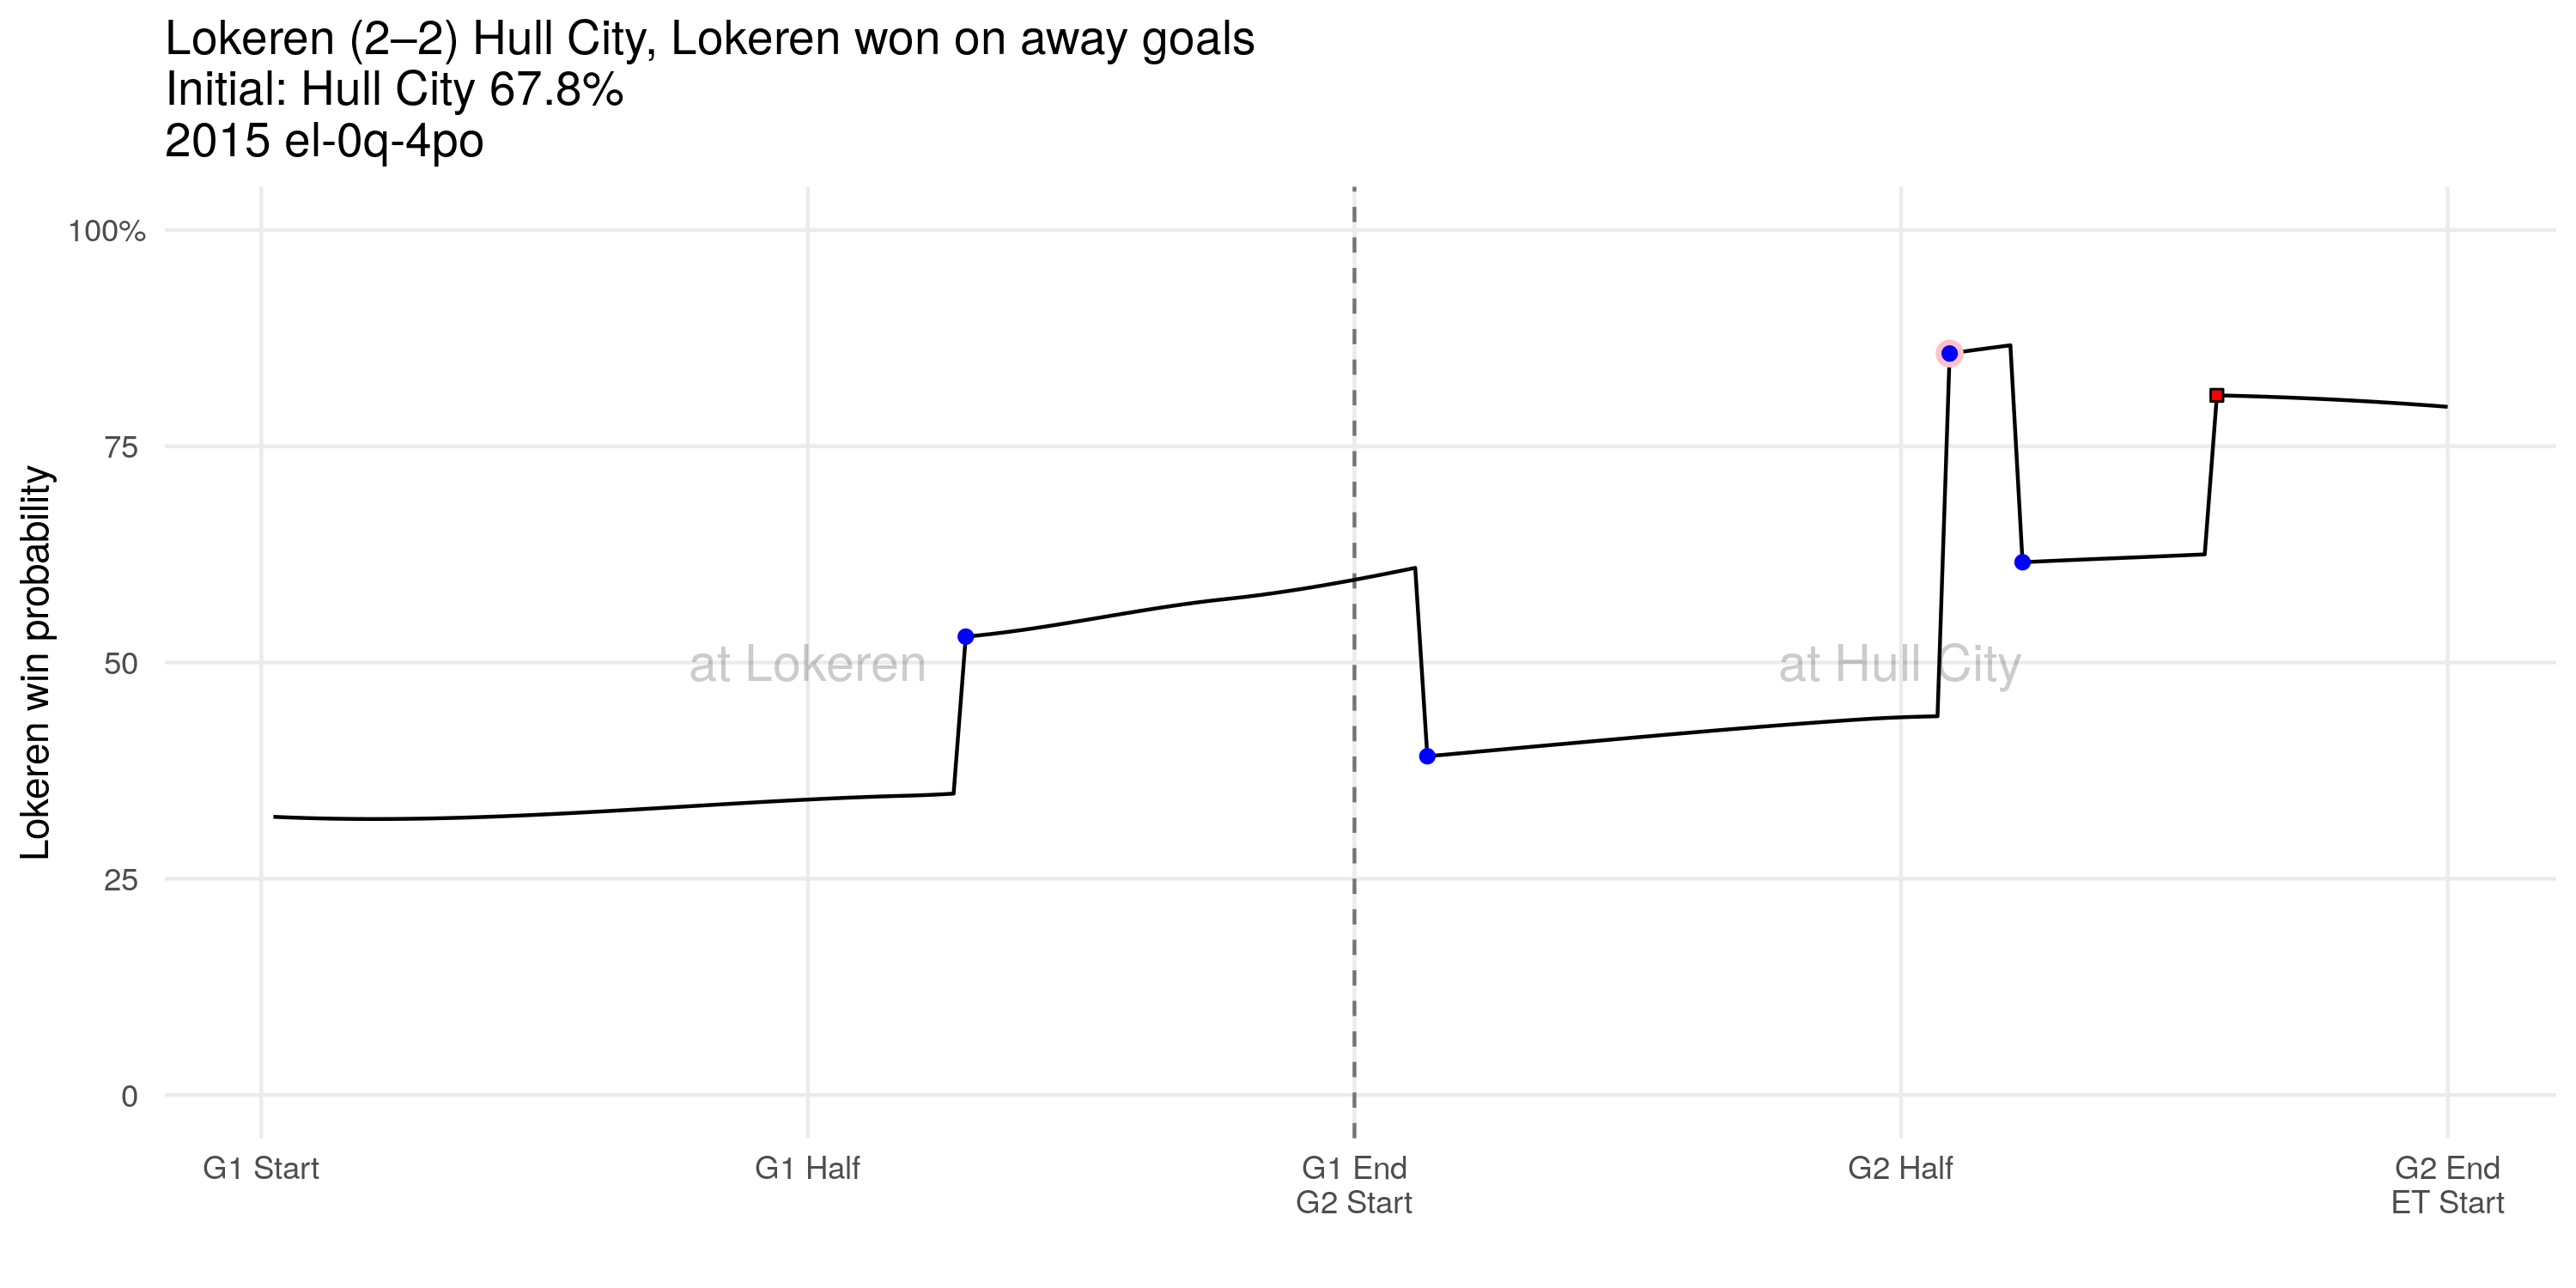 Lokeren (2–2) Hull City, Lokeren won on away goals
Initial: Hull City 67.8%
2015 el-0q-4po
Lokeren win probability
100%
75
50
25
0
at Lokeren
at Hull City
G1 Start
G1 Half
G1 End
G2 Start
G2 Half
G2 End
ET Start